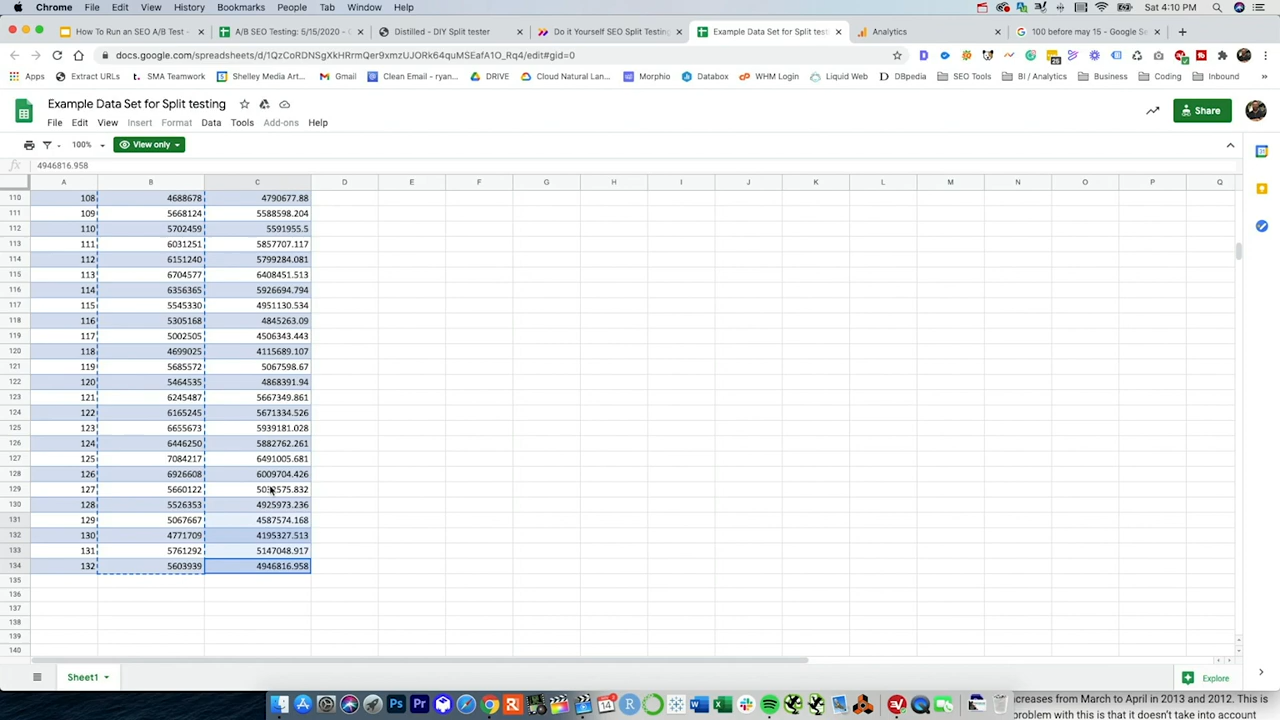 Chrome File Edit View History Bookmarks People Tab Window Help Sat 4:10 PM
How To Run an SEO A/B Test - A/B SEO Testing: 5/15/2020 - Distilled - DIY Split tester Do it Yourself SEO Split Testing Example Data Set for Split test Analytics 100 before may 15 - Google Se
docs.google.com/spreadsheets/d/1QzCoRDNSgXkHRmQer9xmzUJORk64quMSEafA1O_Rq4/edit#gid=0
Apps Extract URLs SMA Teamwork Shelley Media Art... Gmail Clean Email - ryan... DRIVE Cloud Natural Lan... Morphio Databox WHM Login Liquid Web DBpedia SEO Tools BI / Analytics Business Coding Inbound
Example Data Set for Split testing
Share
File Edit View Insert Format Data Tools Add-ons Help
100% View only
fx 4946816.958
A B C D E F G H I J K L M N O P Q
110 108 4688678 4790677.88
111 109 5668124 5588598.204
112 110 5702459 5591955.5
113 111 6031251 5857707.117
114 112 6151240 5799284.081
115 113 6704577 6408451.513
116 114 6356365 5926694.794
117 115 5545330 4951130.534
118 116 5305168 4845263.09
119 117 5002505 4506343.443
120 118 4699025 4115689.107
121 119 5685572 5067598.67
122 120 5464535 4868391.94
123 121 6245487 5667349.861
124 122 6165245 5671334.526
125 123 6655673 5939181.028
126 124 6446250 5882762.261
127 125 7084217 6491005.681
128 126 6926608 6009704.426
129 127 5660122
130 128 5526353 4925973.236
131 129 5067667 4587574.168
132 130 4771709 4195327.513
133 131 5761292 5147048.917
134 132 5603939 4946816.958
135
136
137
138
139
140
Sheet1 Explore
creases from March to April in 2013 and 2012. This is
problem with this is that it doesn't take into account